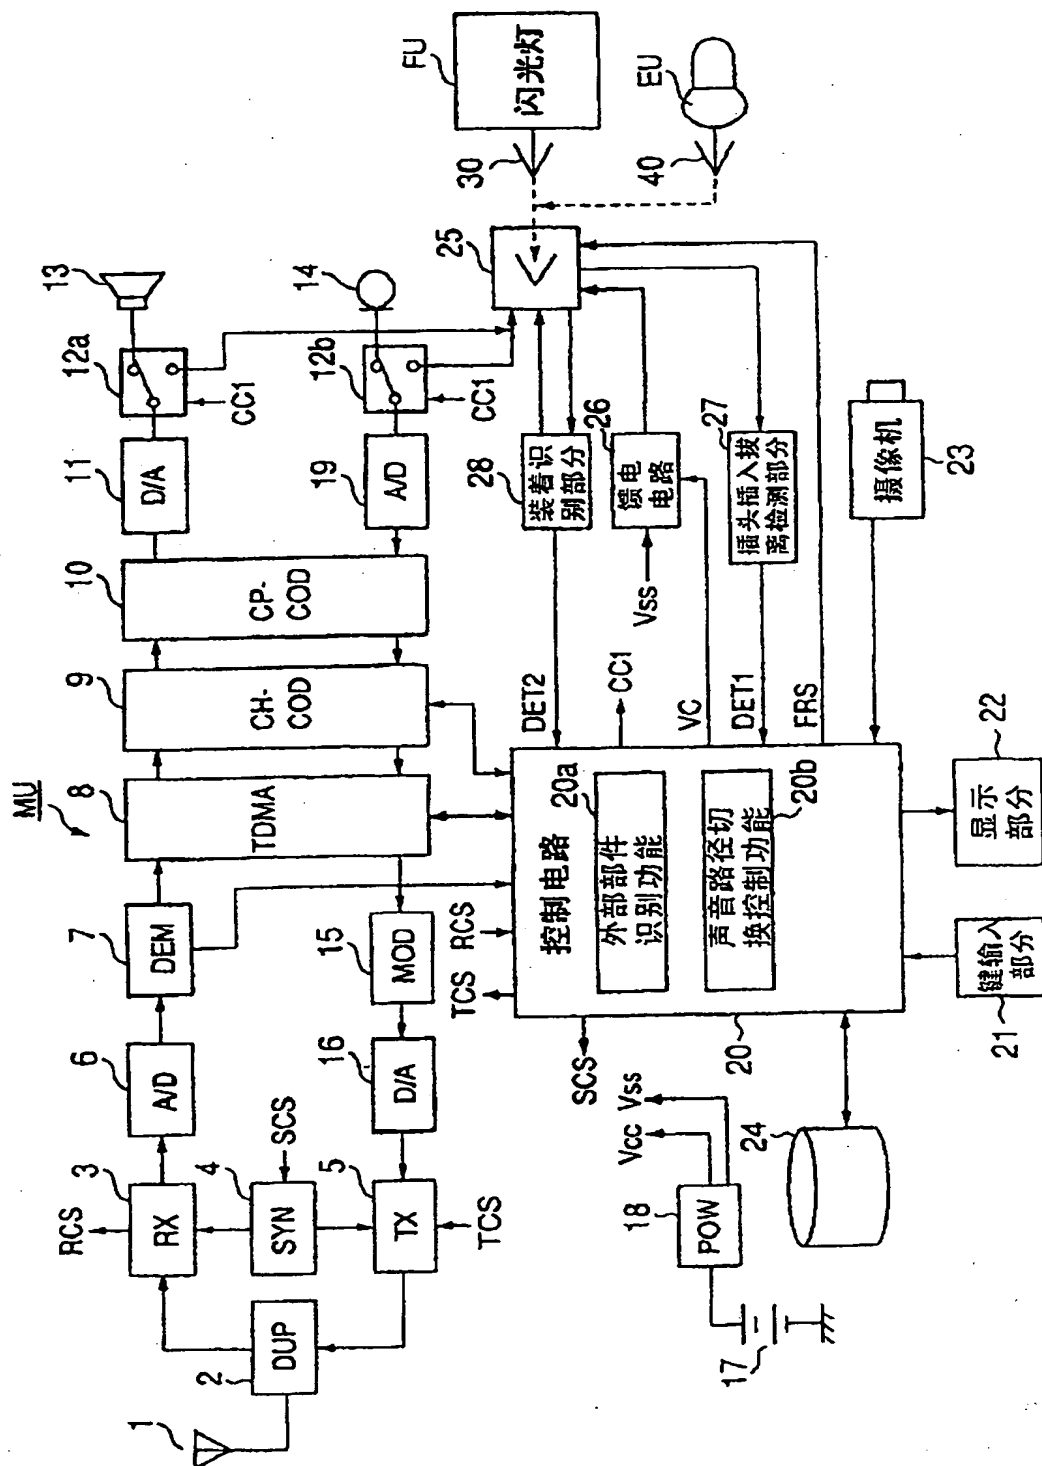 MU
1
2
DUP
RCS
3
RX
4
SYN
SCS
5
TX
TCS
6
A/D
7
DEM
8
TDMA
9
CH-
COD
10
CP-
COD
11
D/A
12a
CC1
13
15
MOD
16
D/A
19
A/D
12b
CC1
14
17
18
POW
Vcc
Vss
SCS
TCS
RCS
20
控制电路
20a
外部部件
识别功能
20b
声音路径切
换控制功能
DET2
CC1
VC
DET1
FRS
28
装着识
别部分
26
馈电
电路
Vss
27
插头插入拔
离检测部分
25
30
FU
闪光灯
40
EU
23
摄像机
24
21
键输入
部分
22
显示
部分